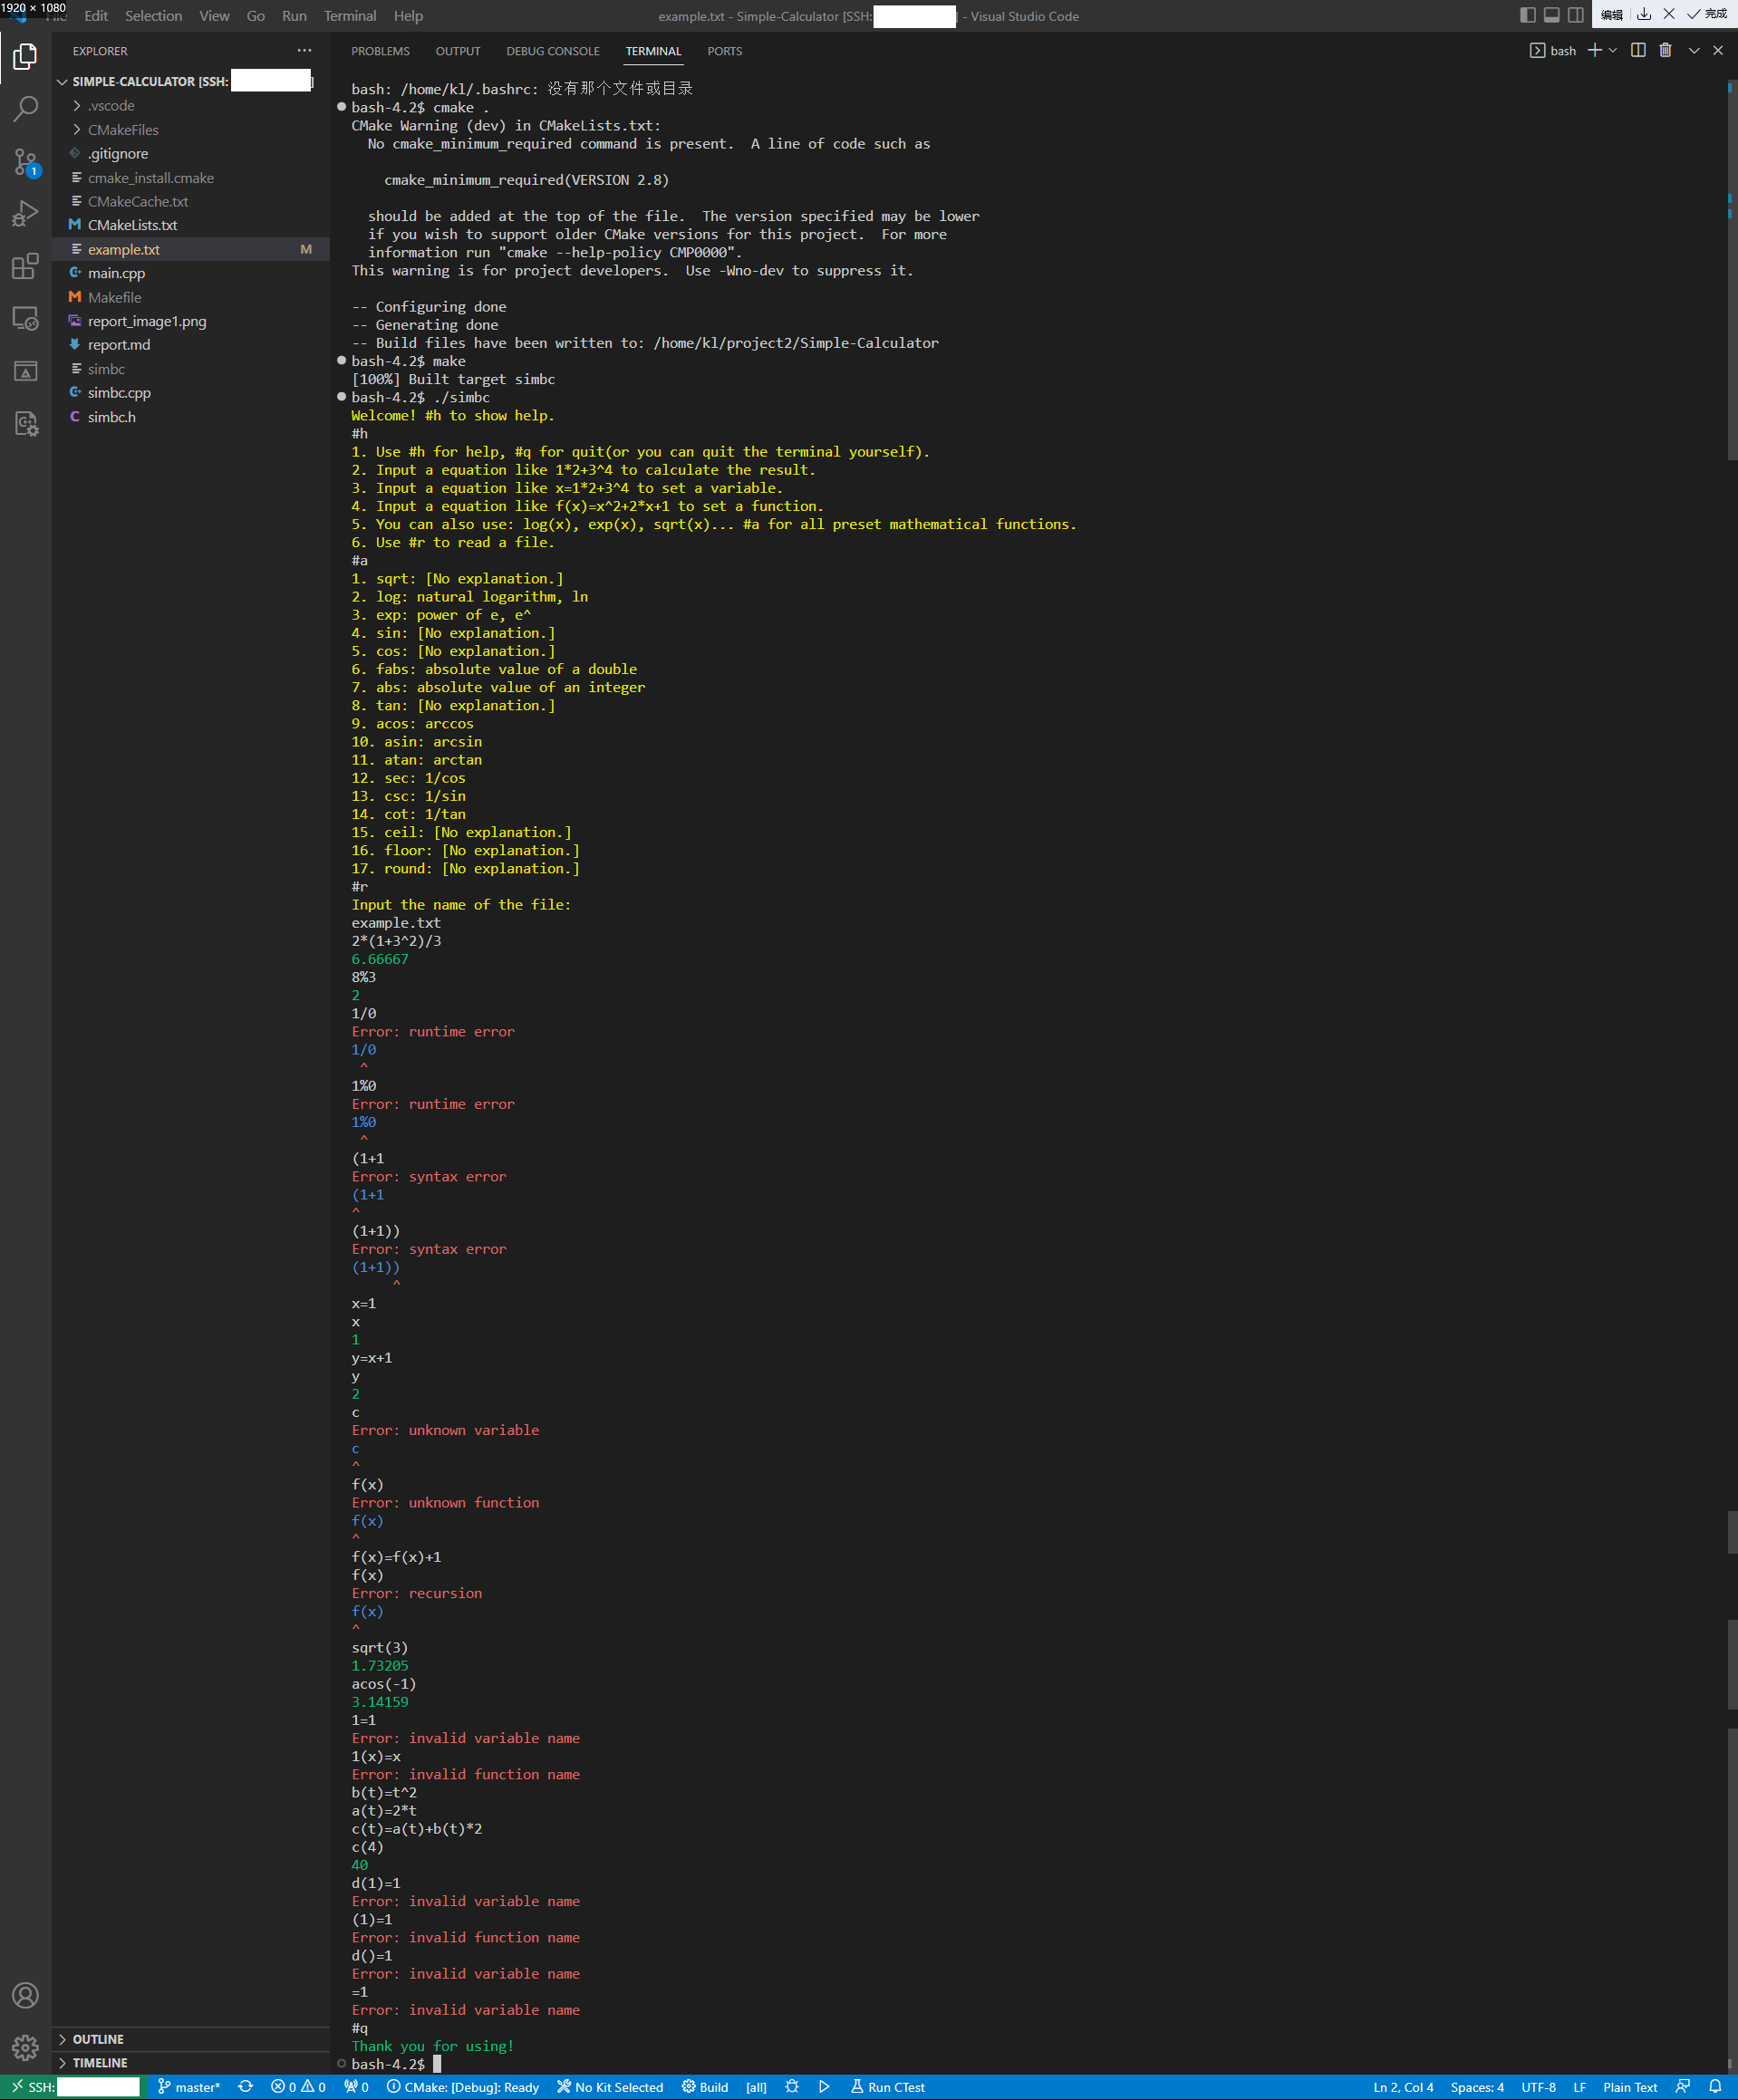 1920 × 1080
File Edit Selection View Go Run Terminal Help
example.txt - Simple-Calculator [SSH: ] - Visual Studio Code
编辑 完成
EXPLORER
SIMPLE-CALCULATOR [SSH: ]
.vscode
CMakeFiles
.gitignore
cmake_install.cmake
CMakeCache.txt
CMakeLists.txt
example.txt M
main.cpp
Makefile
report_image1.png
report.md
simbc
simbc.cpp
simbc.h
1
OUTLINE
TIMELINE
PROBLEMS OUTPUT DEBUG CONSOLE TERMINAL PORTS
bash
bash: /home/kl/.bashrc: 没有那个文件或目录
bash-4.2$ cmake .
CMake Warning (dev) in CMakeLists.txt:
No cmake_minimum_required command is present.  A line of code such as
cmake_minimum_required(VERSION 2.8)
should be added at the top of the file.  The version specified may be lower
if you wish to support older CMake versions for this project.  For more
information run "cmake --help-policy CMP0000".
This warning is for project developers.  Use -Wno-dev to suppress it.
-- Configuring done
-- Generating done
-- Build files have been written to: /home/kl/project2/Simple-Calculator
bash-4.2$ make
[100%] Built target simbc
bash-4.2$ ./simbc
Welcome! #h to show help.
#h
1. Use #h for help, #q for quit(or you can quit the terminal yourself).
2. Input a equation like 1*2+3^4 to calculate the result.
3. Input a equation like x=1*2+3^4 to set a variable.
4. Input a equation like f(x)=x^2+2*x+1 to set a function.
5. You can also use: log(x), exp(x), sqrt(x)... #a for all preset mathematical functions.
6. Use #r to read a file.
#a
1. sqrt: [No explanation.]
2. log: natural logarithm, ln
3. exp: power of e, e^
4. sin: [No explanation.]
5. cos: [No explanation.]
6. fabs: absolute value of a double
7. abs: absolute value of an integer
8. tan: [No explanation.]
9. acos: arccos
10. asin: arcsin
11. atan: arctan
12. sec: 1/cos
13. csc: 1/sin
14. cot: 1/tan
15. ceil: [No explanation.]
16. floor: [No explanation.]
17. round: [No explanation.]
#r
Input the name of the file:
example.txt
2*(1+3^2)/3
6.66667
8%3
2
1/0
Error: runtime error
1/0
^
1%0
Error: runtime error
1%0
^
(1+1
Error: syntax error
(1+1
^
(1+1))
Error: syntax error
(1+1))
^
x=1
x
1
y=x+1
y
2
c
Error: unknown variable
c
^
f(x)
Error: unknown function
f(x)
^
f(x)=f(x)+1
f(x)
Error: recursion
f(x)
^
sqrt(3)
1.73205
acos(-1)
3.14159
1=1
Error: invalid variable name
1(x)=x
Error: invalid function name
b(t)=t^2
a(t)=2*t
c(t)=a(t)+b(t)*2
c(4)
40
d(1)=1
Error: invalid variable name
(1)=1
Error: invalid function name
d()=1
Error: invalid variable name
=1
Error: invalid variable name
#q
Thank you for using!
bash-4.2$
SSH: master* 0 0 0 CMake: [Debug]: Ready No Kit Selected Build [all] Run CTest Ln 2, Col 4 Spaces: 4 UTF-8 LF Plain Text